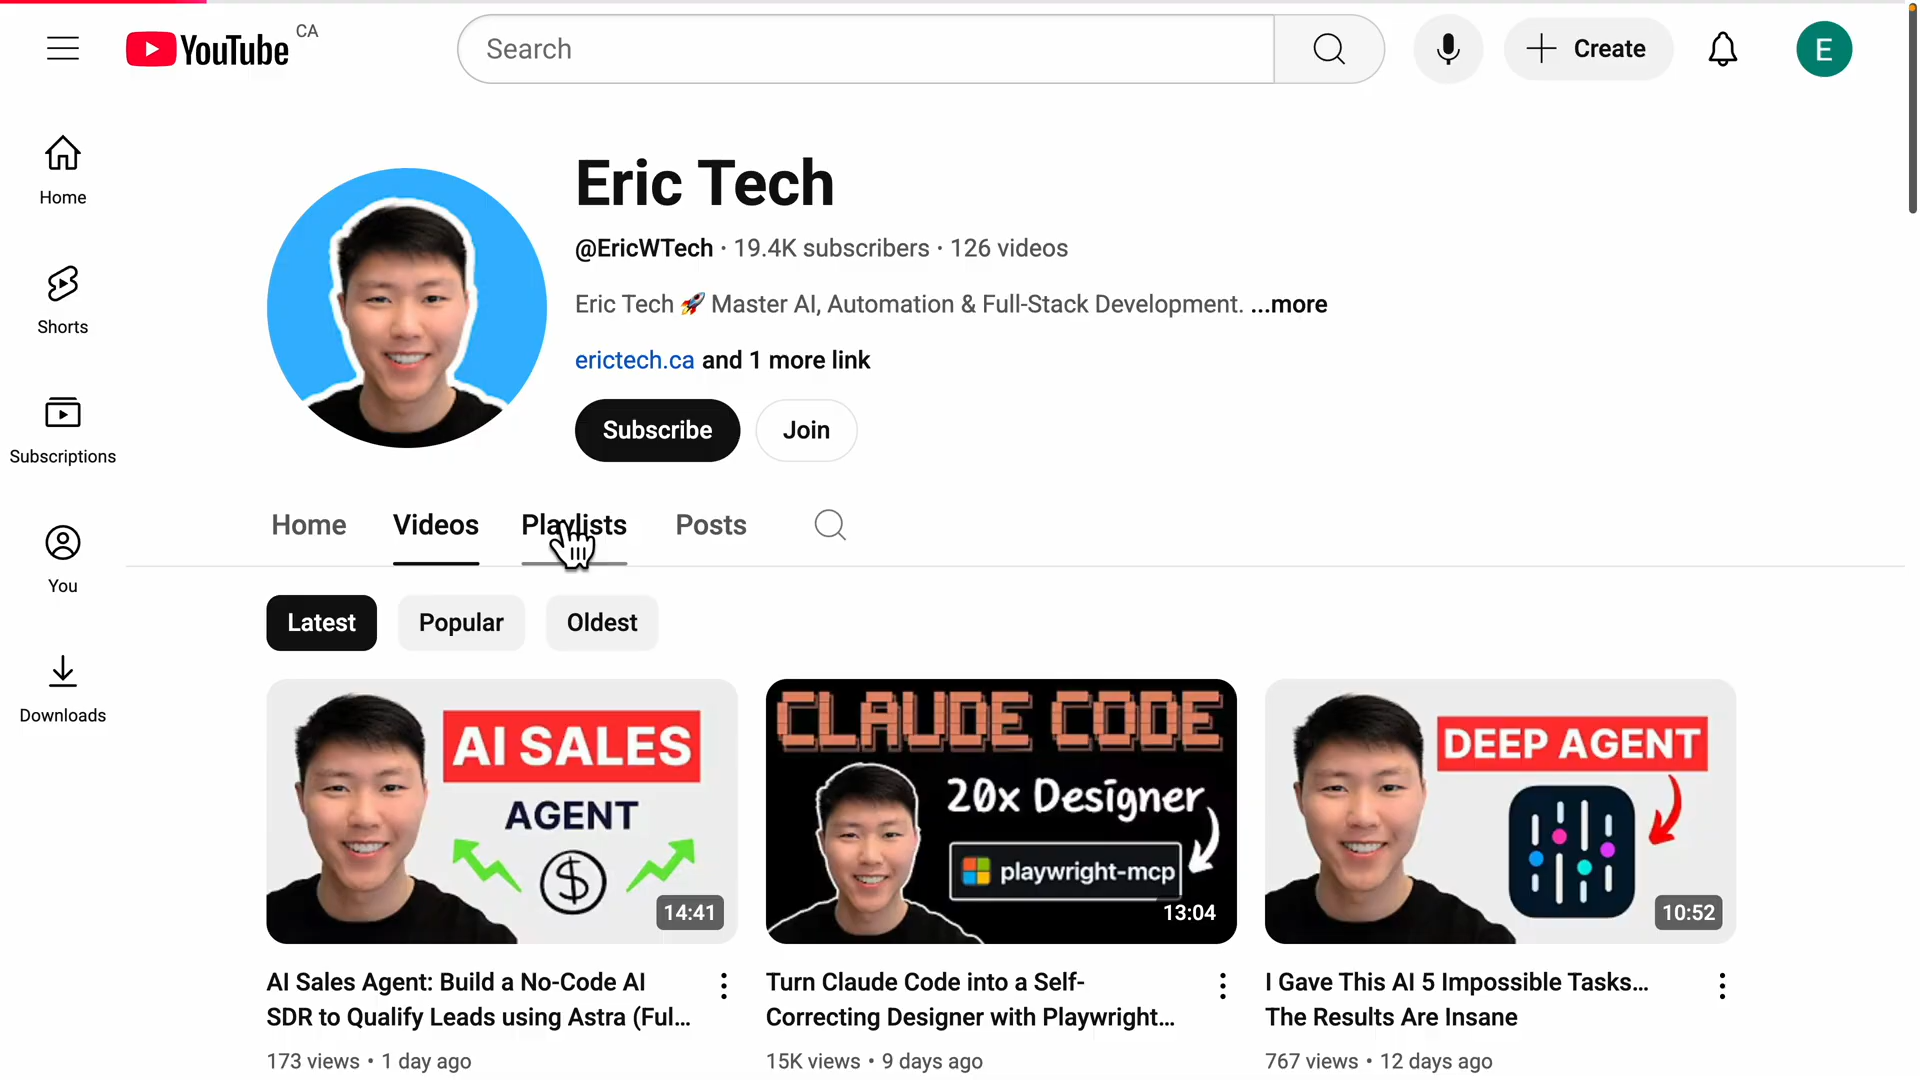 YouTube CA
Search
Create
E
Home
Shorts
Subscriptions
You
Downloads
Eric Tech
@EricWTech · 19.4K subscribers · 126 videos
Eric Tech 🚀 Master AI, Automation & Full-Stack Development. ...more
erictech.ca and 1 more link
Subscribe
Join
Home
Videos
Playlists
Posts
Latest
Popular
Oldest
AI SALES
AGENT
$
14:41
CLAUDE CODE
20x Designer
playwright-mcp
13:04
DEEP AGENT
10:52
AI Sales Agent: Build a No-Code AI
SDR to Qualify Leads using Astra (Ful...
173 views · 1 day ago
Turn Claude Code into a Self-
Correcting Designer with Playwright...
15K views · 9 days ago
I Gave This AI 5 Impossible Tasks...
The Results Are Insane
767 views · 12 days ago